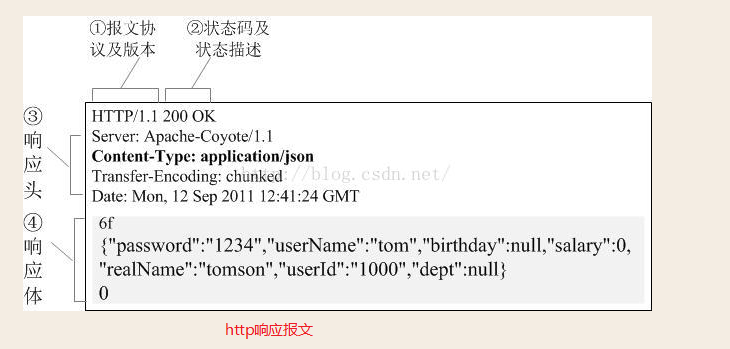 ①报文协
议及版本
②状态码及
状态描述
③
响
应
头
HTTP/1.1 200 OK
Server: Apache-Coyote/1.1
Content-Type: application/json
Transfer-Encoding: chunked
Date: Mon, 12 Sep 2011 12:41:24 GMT
http://blog.csdn.net/
④
响
应
体
6f
{"password":"1234","userName":"tom","birthday":null,"salary":0,
"realName":"tomson","userId":"1000","dept":null}
0
http响应报文